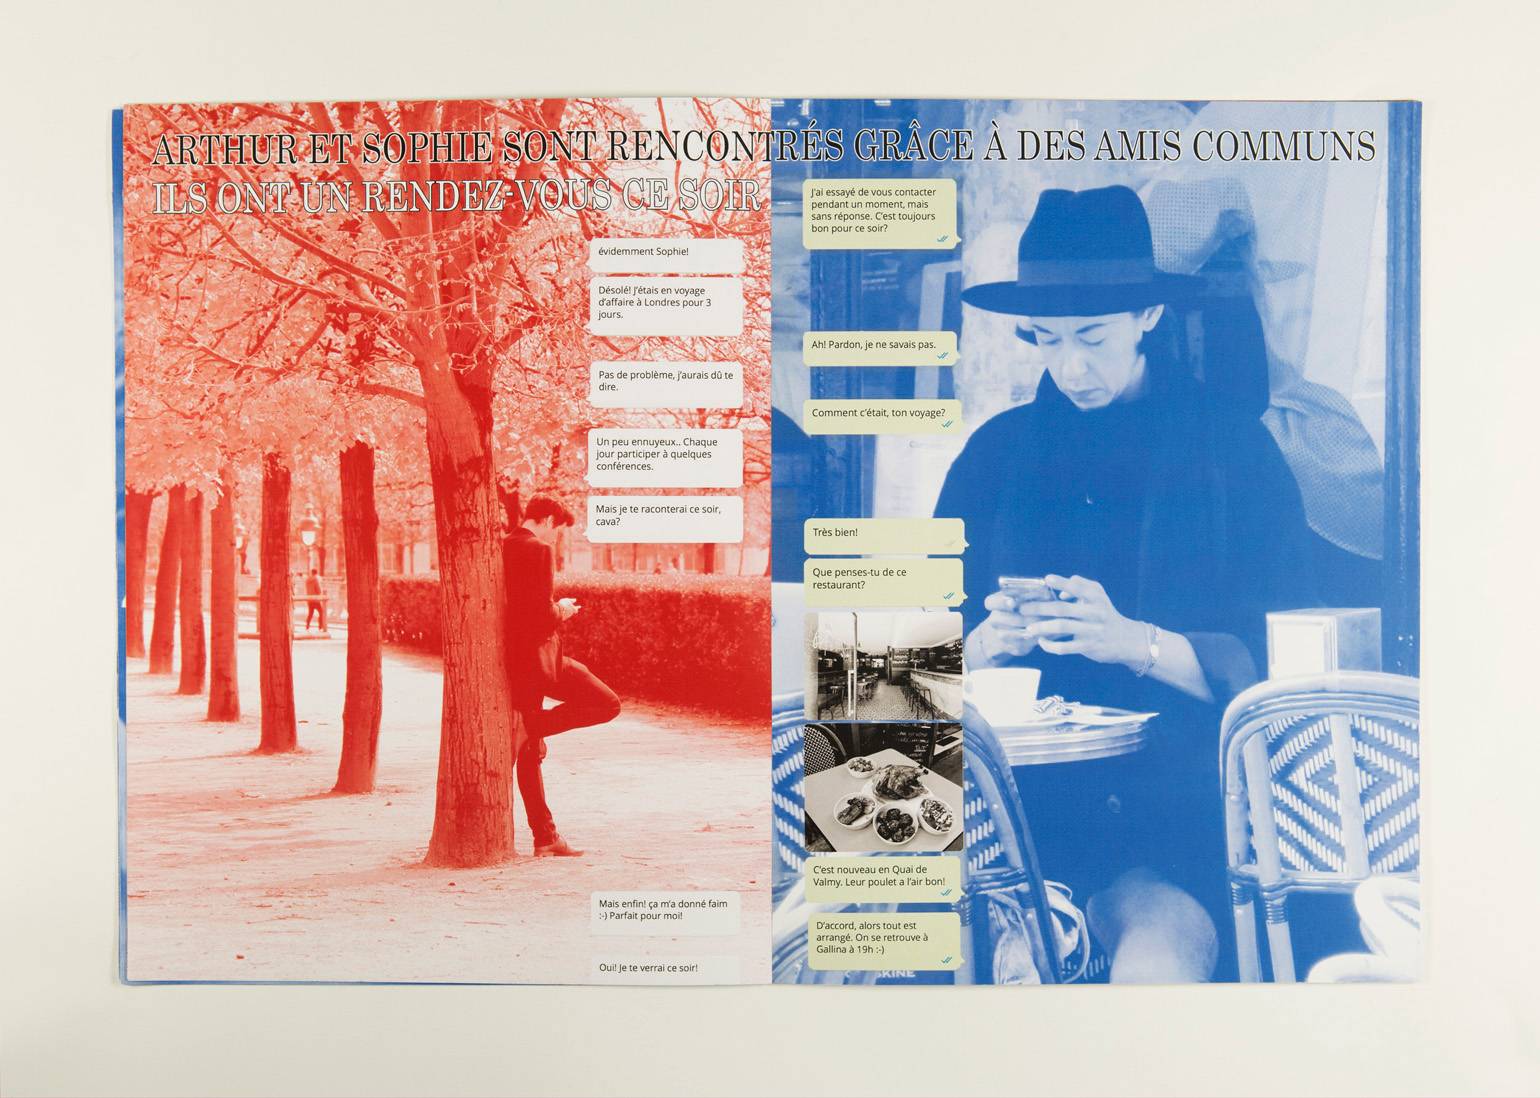 ARTHUR ET SOPHIE SONT RENCONTRÉS GRÂCE À DES AMIS COMMUNS
ILS ONT UN RENDEZ-VOUS CE SOIR
J'ai essayé de vous contacter
pendant un moment, mais
sans réponse. C'est toujours
bon pour ce soir?
évidemment Sophie!
Désolé! J'étais en voyage
d'affaire à Londres pour 3
jours.
Ah! Pardon, je ne savais pas.
Pas de problème, j'aurais dû te
dire.
Comment c'était, ton voyage?
Un peu ennuyeux.. Chaque
jour participer à quelques
conférences.
Mais je te raconterai ce soir,
cava?
Très bien!
Que penses-tu de ce
restaurant?
C'est nouveau en Quai de
Valmy. Leur poulet a l'air bon!
Mais enfin! ça m'a donné faim
:-) Parfait pour moi!
D'accord, alors tout est
arrangé. On se retrouve à
Gallina à 19h :-)
Oui! Je te verrai ce soir!